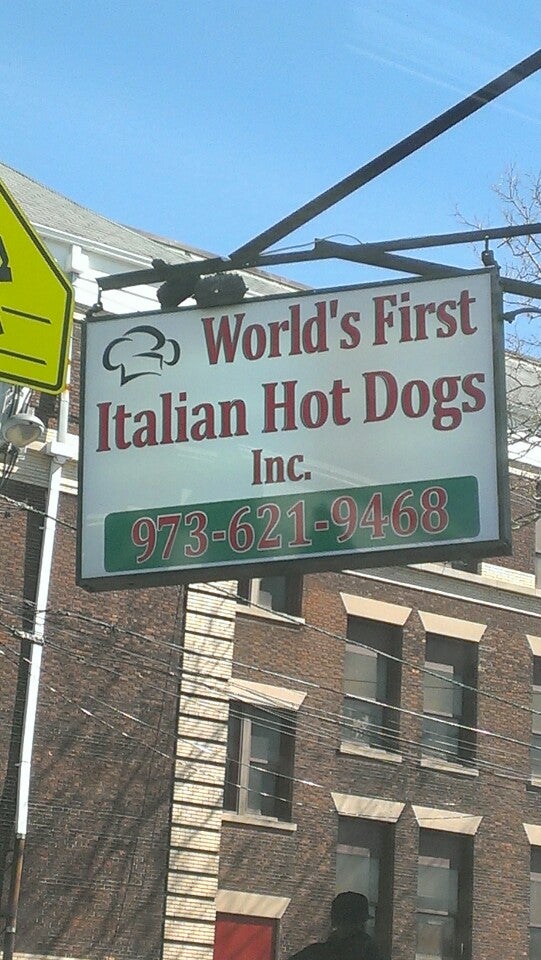 World's First
Italian Hot Dogs
Inc.
973-621-9468